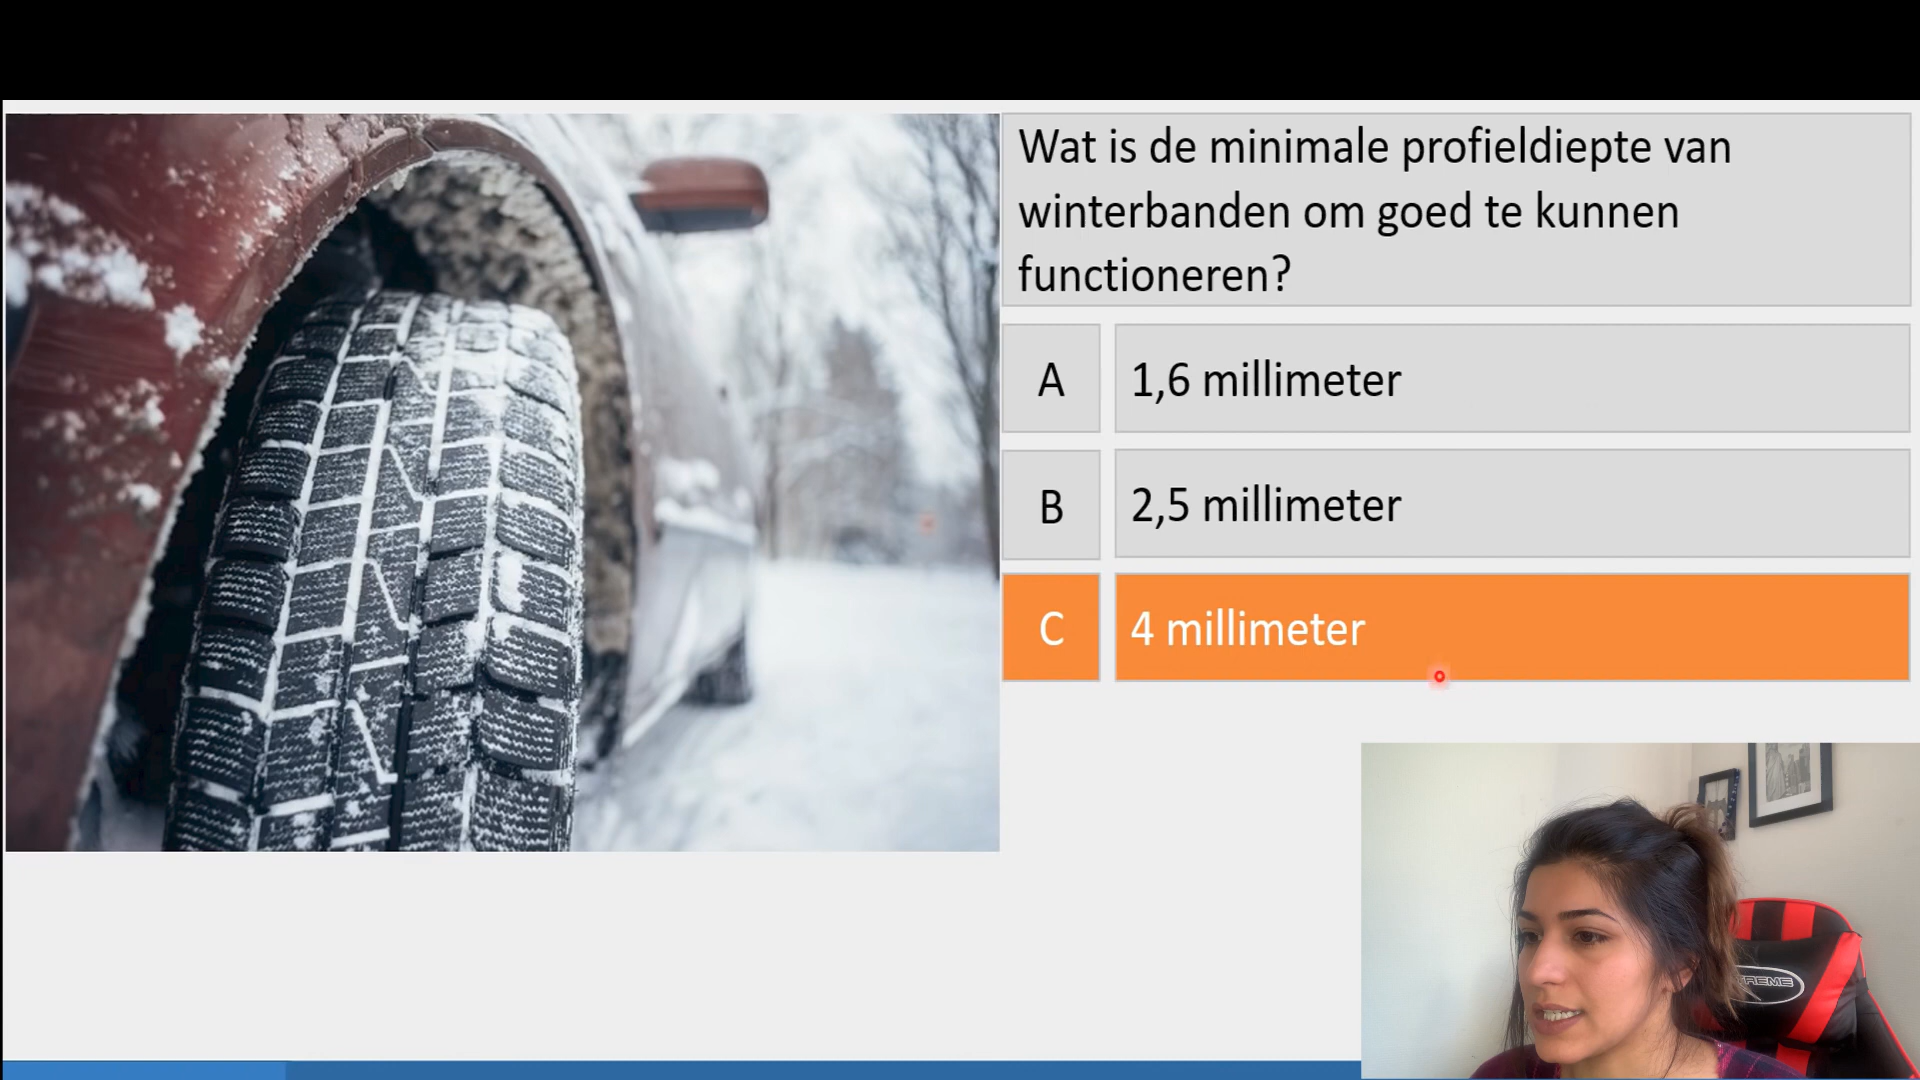 Wat is de minimale profieldiepte van
winterbanden om goed te kunnen
functioneren?
A
1,6 millimeter
B
2,5 millimeter
C
4 millimeter